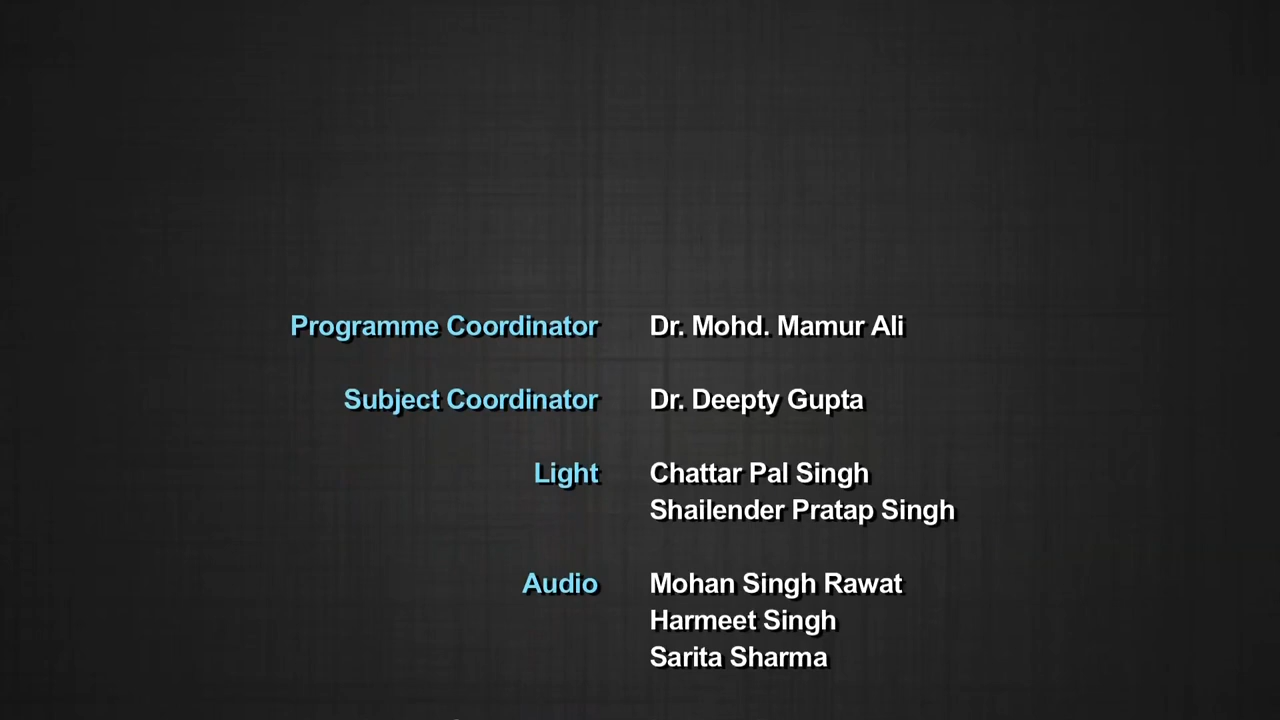 Programme Coordinator Dr. Mohd. Mamur Ali
Subject Coordinator Dr. Deepty Gupta
Light Chattar Pal Singh
Shailender Pratap Singh
Audio Mohan Singh Rawat
Harmeet Singh
Sarita Sharma